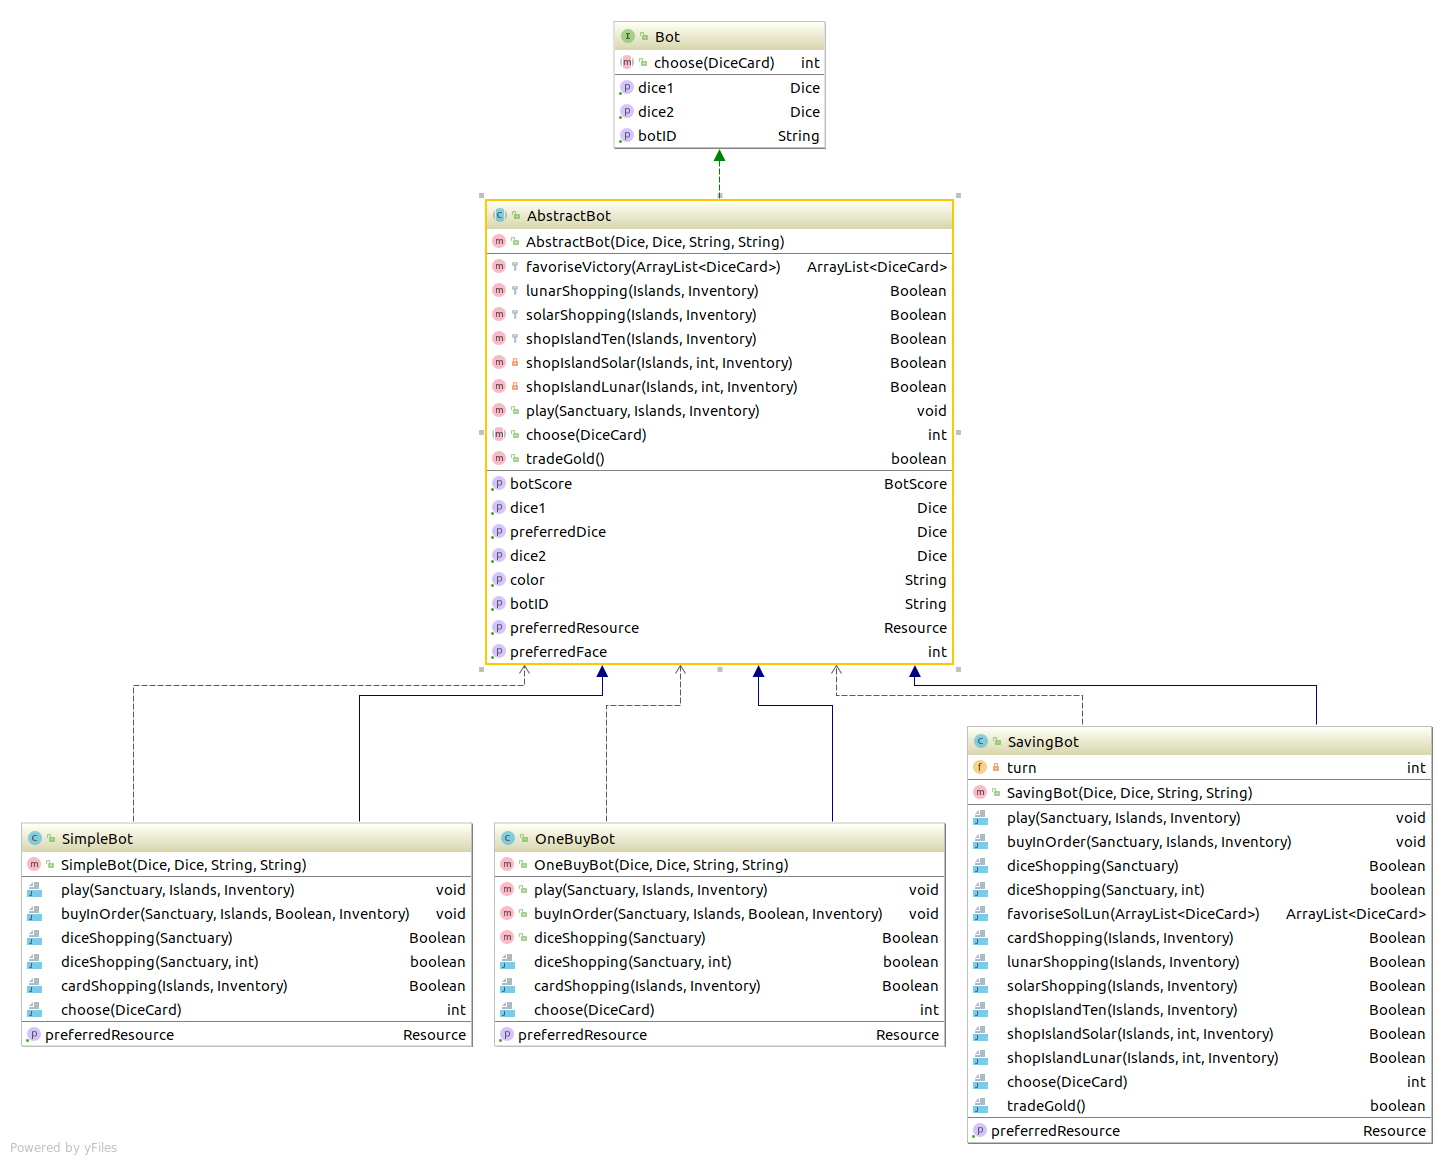 Bot
choose(DiceCard) int
dice1 Dice
dice2 Dice
botID String
AbstractBot
AbstractBot(Dice, Dice, String, String)
favoriseVictory(ArrayList<DiceCard>) ArrayList<DiceCard>
lunarShopping(Islands, Inventory) Boolean
solarShopping(Islands, Inventory) Boolean
shopIslandTen(Islands, Inventory) Boolean
shopIslandSolar(Islands, int, Inventory) Boolean
shopIslandLunar(Islands, int, Inventory) Boolean
play(Sanctuary, Islands, Inventory) void
choose(DiceCard) int
tradeGold() boolean
botScore BotScore
dice1 Dice
preferredDice Dice
dice2 Dice
color String
botID String
preferredResource Resource
preferredFace int
SimpleBot
SimpleBot(Dice, Dice, String, String)
play(Sanctuary, Islands, Inventory) void
buyInOrder(Sanctuary, Islands, Boolean, Inventory) void
diceShopping(Sanctuary) Boolean
diceShopping(Sanctuary, int) boolean
cardShopping(Islands, Inventory) Boolean
choose(DiceCard) int
preferredResource Resource
OneBuyBot
OneBuyBot(Dice, Dice, String, String)
play(Sanctuary, Islands, Inventory) void
buyInOrder(Sanctuary, Islands, Boolean, Inventory) void
diceShopping(Sanctuary) Boolean
diceShopping(Sanctuary, int) boolean
cardShopping(Islands, Inventory) Boolean
choose(DiceCard) int
preferredResource Resource
SavingBot
turn int
SavingBot(Dice, Dice, String, String)
play(Sanctuary, Islands, Inventory) void
buyInOrder(Sanctuary, Islands, Inventory) void
diceShopping(Sanctuary) Boolean
diceShopping(Sanctuary, int) boolean
favoriseSolLun(ArrayList<DiceCard>) ArrayList<DiceCard>
cardShopping(Islands, Inventory) Boolean
lunarShopping(Islands, Inventory) Boolean
solarShopping(Islands, Inventory) Boolean
shopIslandTen(Islands, Inventory) Boolean
shopIslandSolar(Islands, int, Inventory) Boolean
shopIslandLunar(Islands, int, Inventory) Boolean
choose(DiceCard) int
tradeGold() boolean
preferredResource Resource
Powered by yFiles